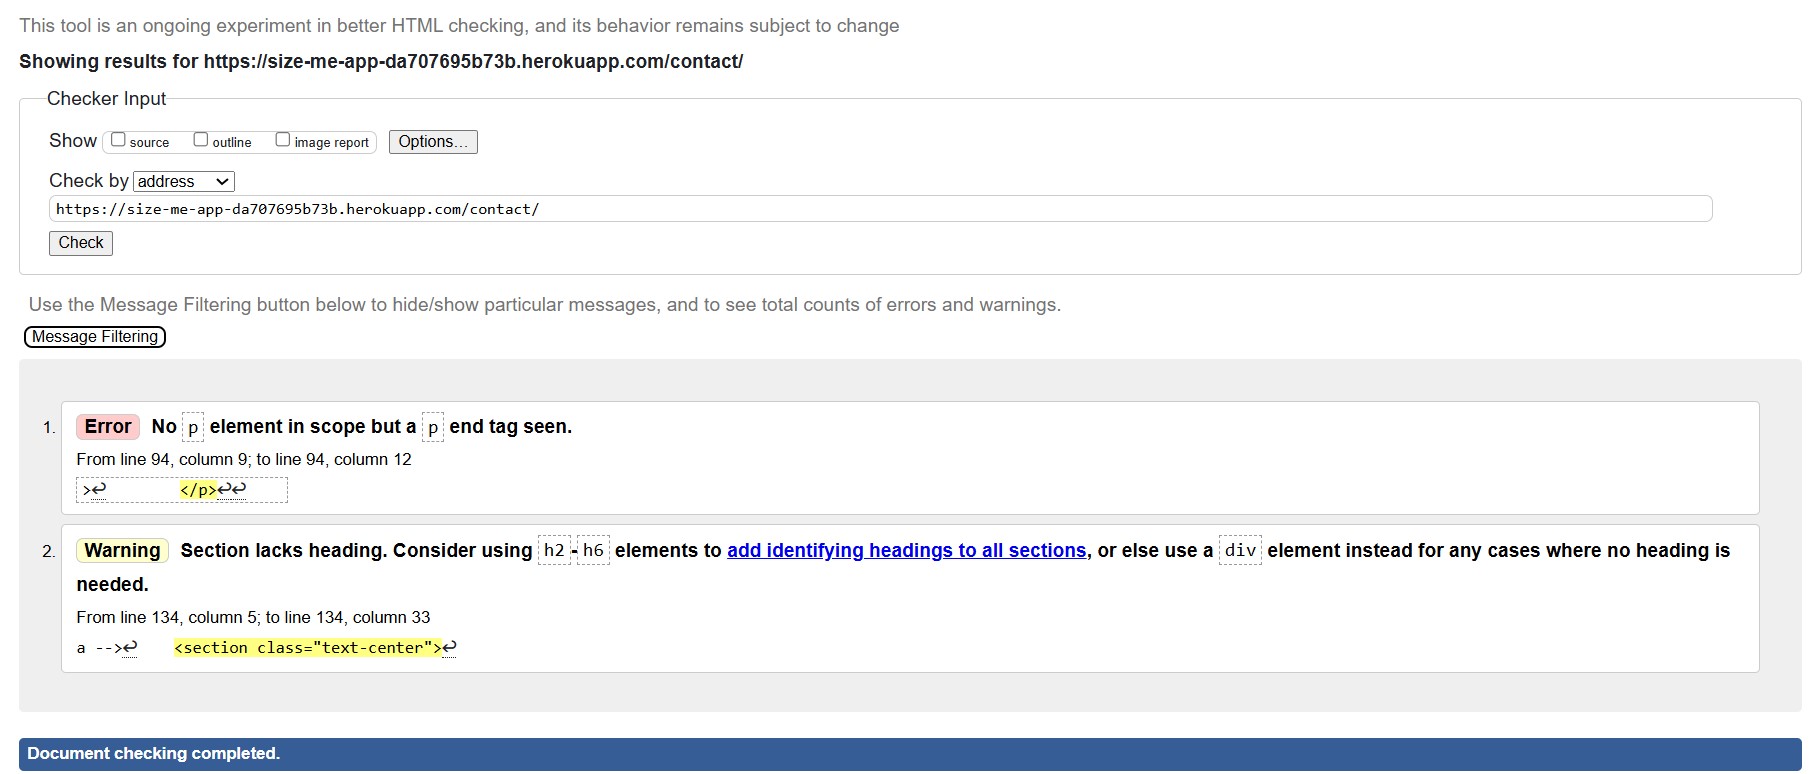 This tool is an ongoing experiment in better HTML checking, and its behavior remains subject to change
Showing results for https://size-me-app-da707695b73b.herokuapp.com/contact/
Checker Input
Show source outline image report Options...
Check by address
https://size-me-app-da707695b73b.herokuapp.com/contact/
Check
Use the Message Filtering button below to hide/show particular messages, and to see total counts of errors and warnings.
Message Filtering
1. Error No p element in scope but a p end tag seen.
From line 94, column 9; to line 94, column 12
>↩ </p>↩↩
2. Warning Section lacks heading. Consider using h2-h6 elements to add identifying headings to all sections, or else use a div element instead for any cases where no heading is
needed.
From line 134, column 5; to line 134, column 33
a -->↩ <section class="text-center">↩
Document checking completed.